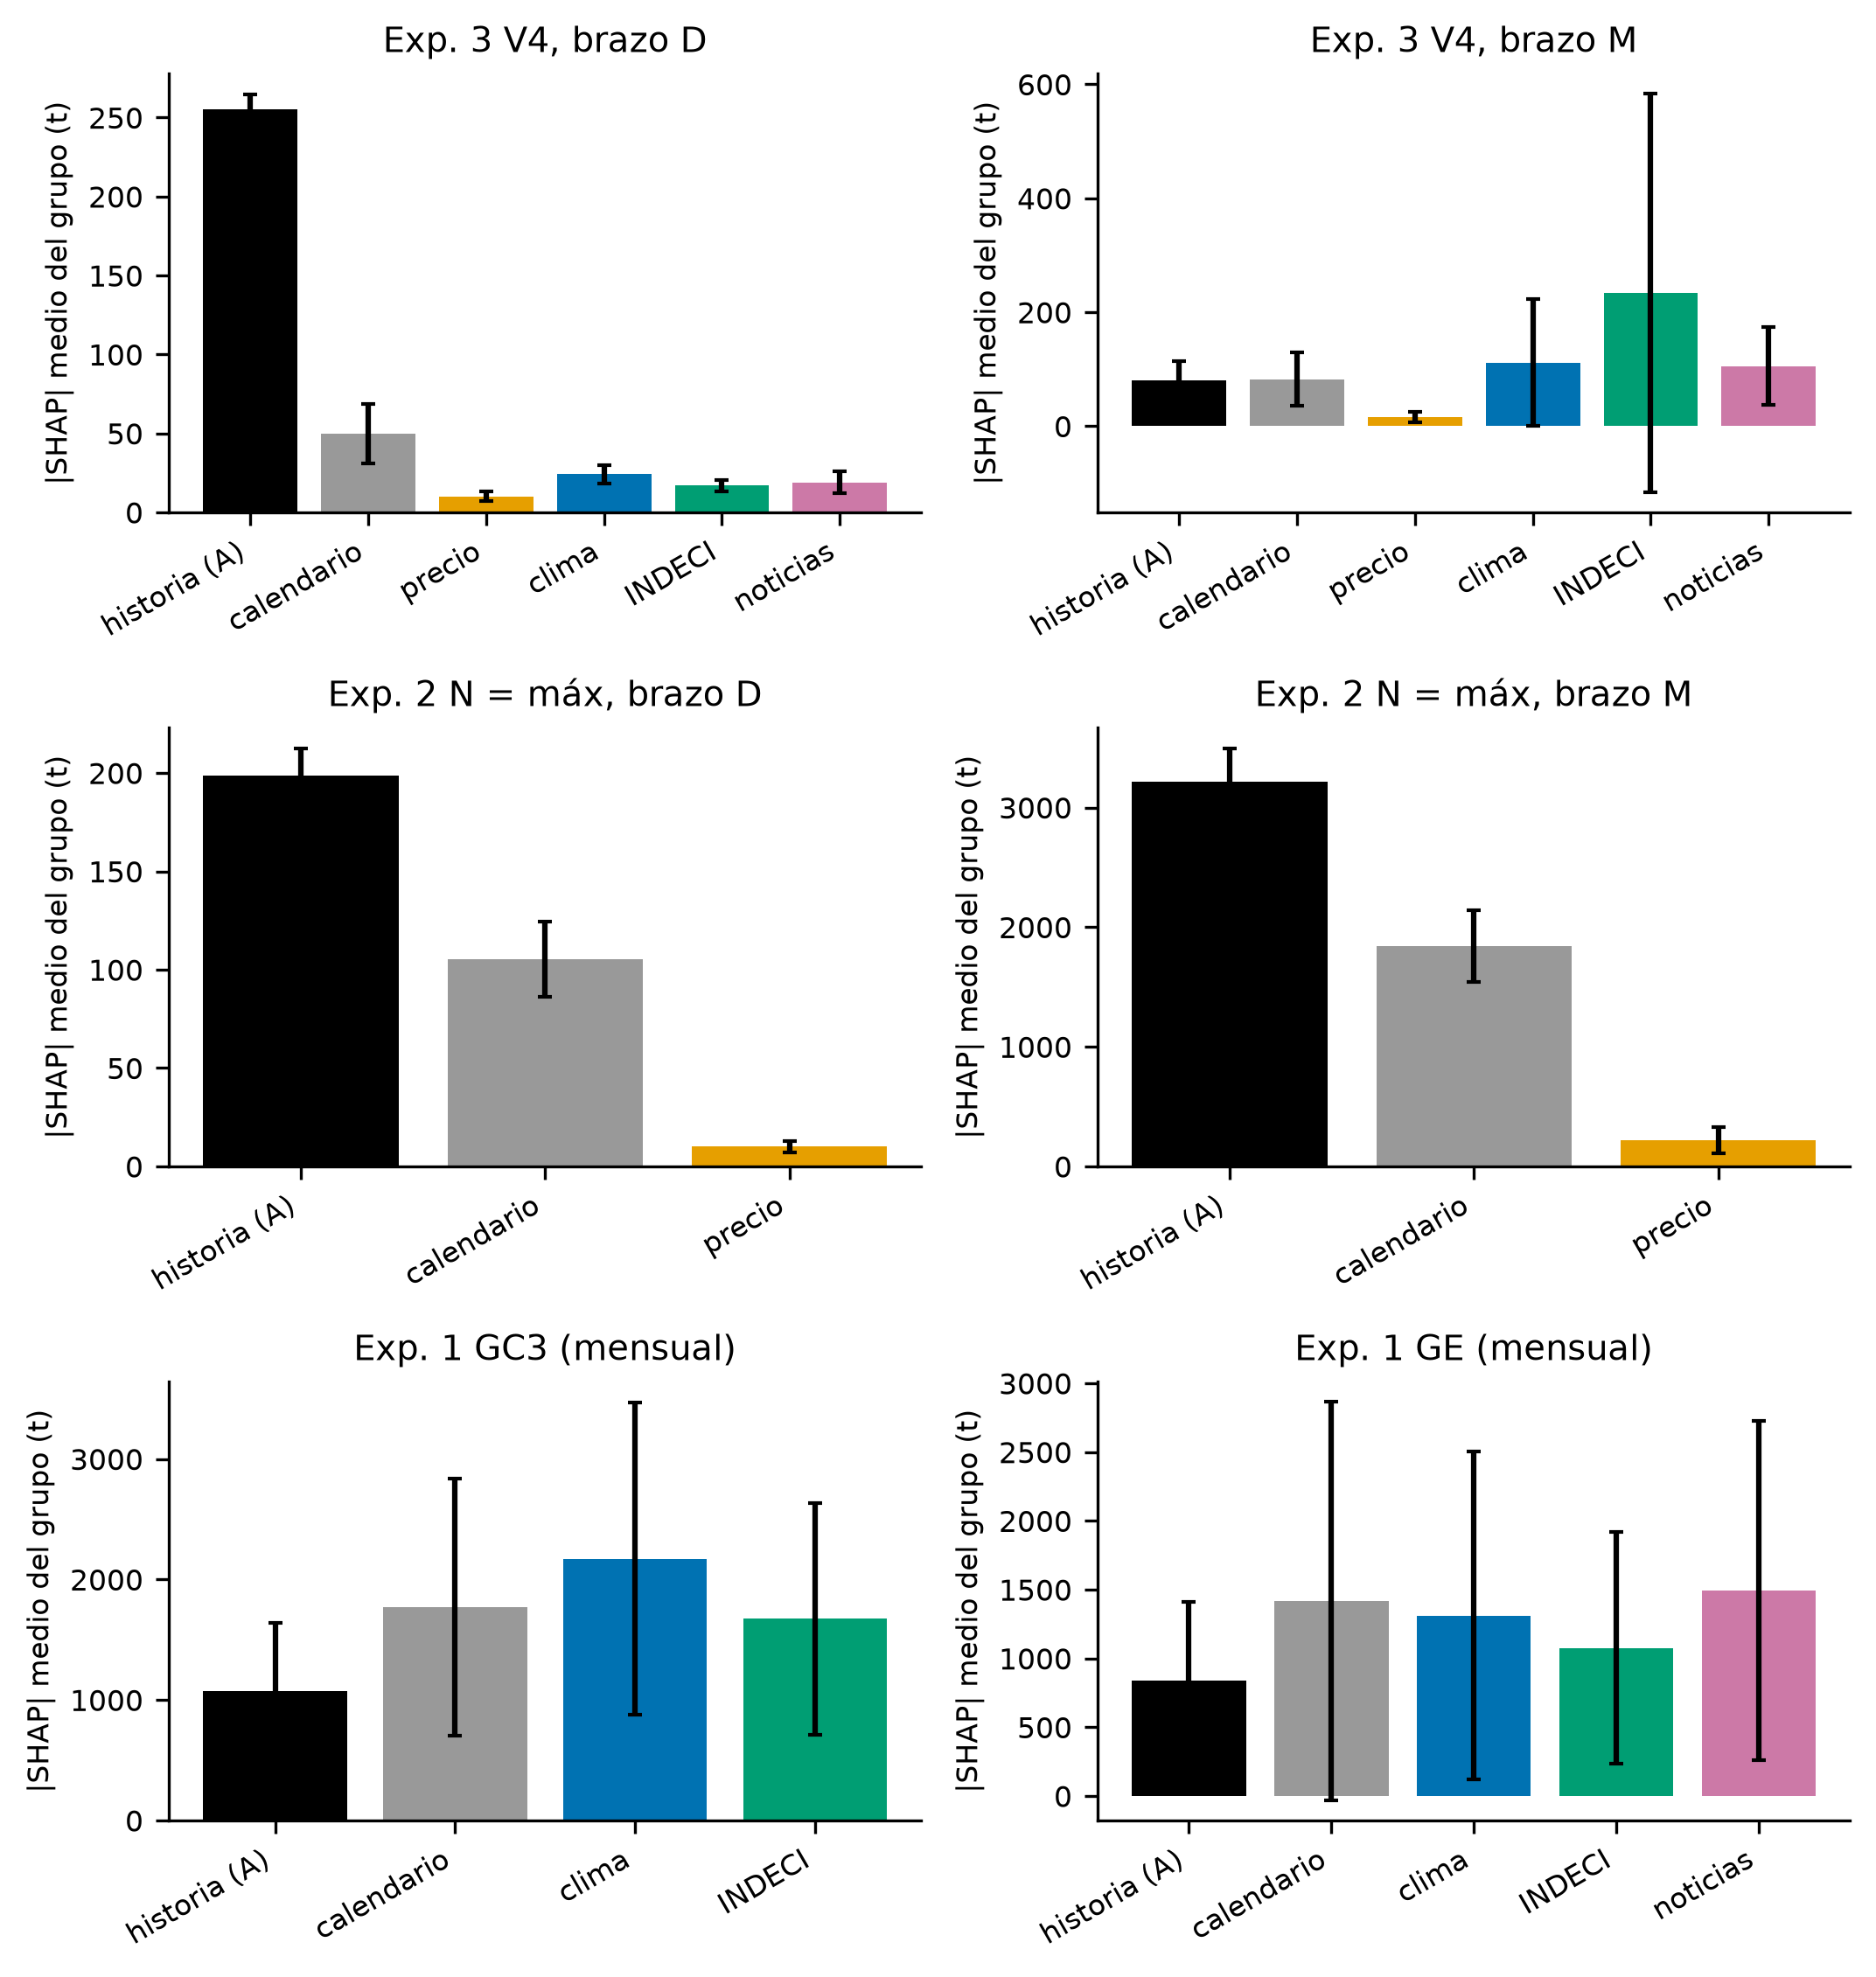 Exp. 3 V4, brazo D
|SHAP| medio del grupo (t)
250
200
150
100
50
0
historia (A)
calendario
precio
clima
INDECI
noticias
Exp. 3 V4, brazo M
|SHAP| medio del grupo (t)
600
400
200
0
historia (A)
calendario
precio
clima
INDECI
noticias
Exp. 2 N = máx, brazo D
|SHAP| medio del grupo (t)
200
150
100
50
0
historia (A)
calendario
precio
Exp. 2 N = máx, brazo M
|SHAP| medio del grupo (t)
3000
2000
1000
0
historia (A)
calendario
precio
Exp. 1 GC3 (mensual)
|SHAP| medio del grupo (t)
3000
2000
1000
0
historia (A)
calendario
clima
INDECI
Exp. 1 GE (mensual)
|SHAP| medio del grupo (t)
3000
2500
2000
1500
1000
500
0
historia (A)
calendario
clima
INDECI
noticias